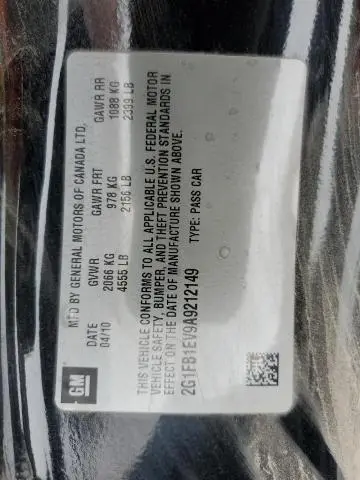 GM
MFD BY GENERAL MOTORS OF CANADA LTD.
DATE GVWR GAWR FRT GAWR RR
04/10 2066 KG 978 KG 1088 KG
4555 LB 2156 LB 2399 LB
THIS VEHICLE CONFORMS TO ALL APPLICABLE U.S. FEDERAL MOTOR
VEHICLE SAFETY, BUMPER, AND THEFT PREVENTION STANDARDS IN
EFFECT ON THE DATE OF MANUFACTURE SHOWN ABOVE.
2G1FB1EV9A9212149 TYPE: PASS CAR